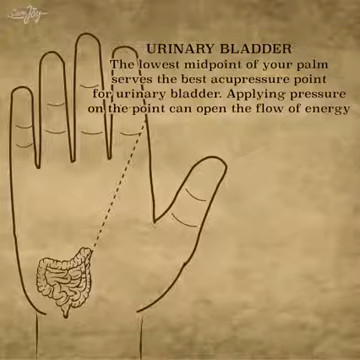 URINARY BLADDER
The lowest midpoint of your palm
serves the best acupressure point
for urinary bladder. Applying pressure
on the point can open the flow of energy